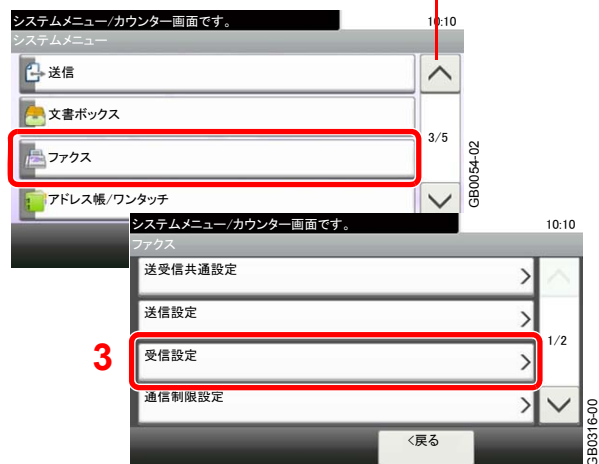 システムメニュー/カウンター画面です。
10:10
システムメニュー
送信
文書ボックス
3/5
ファクス
アドレス帳/ワンタッチ
GB0054-02
システムメニュー/カウンター画面です。
10:10
ファクス
送受信共通設定
送信設定
1/2
3
受信設定
通信制限設定
<戻る
GB0316-00